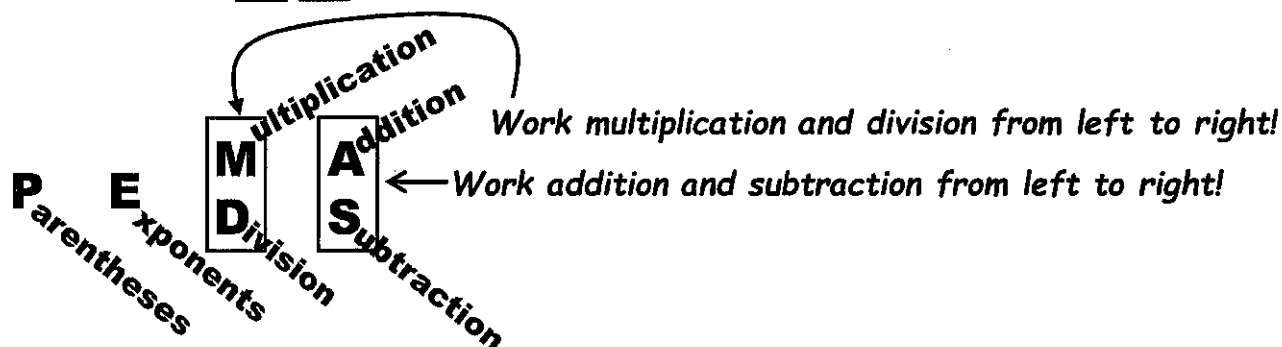 Multiplication
Addition
Work multiplication and division from left to right!
Work addition and subtraction from left to right!
Parentheses
Exponents
Division
Subtraction